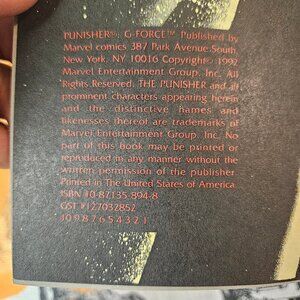 PUNISHER®, G-FORCE™ Published by
Marvel comics 387 Park Avenue South,
New York, NY 10016 Copyright© 1992
Marvel Entertainment Group, Inc. All
Rights Reserved. THE PUNISHER and all
prominent characters appearing herein
and the distinctive names and
likenesses thereof are trademarks of
Marvel Entertainment Group, Inc. No
part of this Book may be printed or
reproduced in any manner without the
written permission of the publisher.
Printed in The United States of America.
ISBN 10-87135-894-8
GST #127032852
10 9 8 7 6 5 4 3 2 1